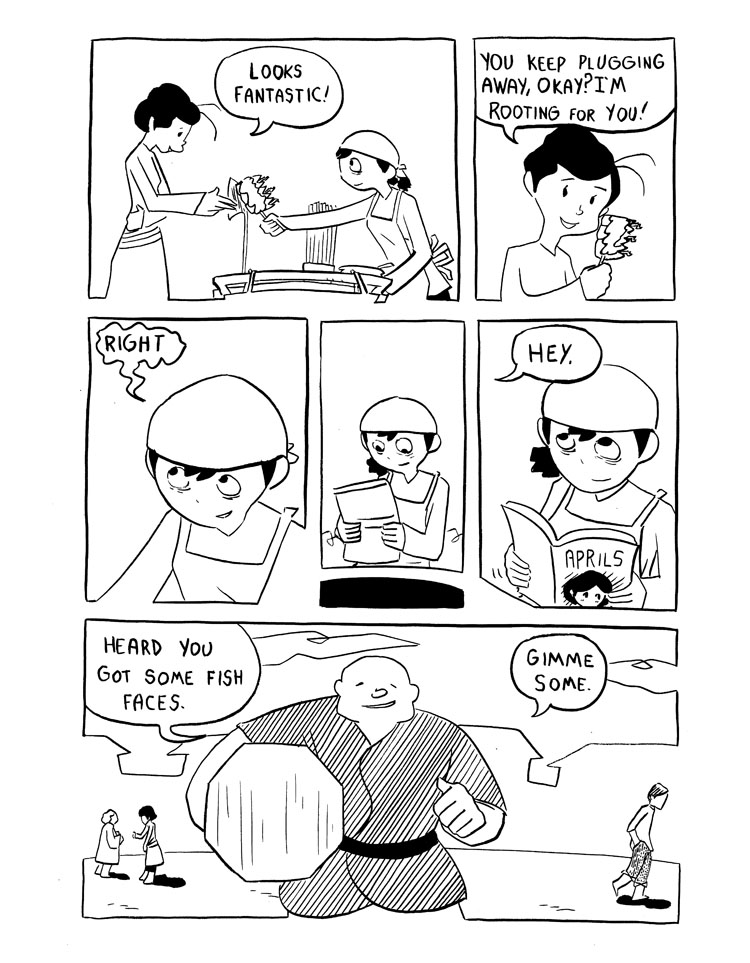 LOOKS
FANTASTIC!
YOU KEEP PLUGGING
AWAY, OKAY? I'M
ROOTING FOR YOU!
RIGHT
HEY.
APRILS
HEARD YOU
GOT SOME FISH
FACES.
GIMME
SOME.